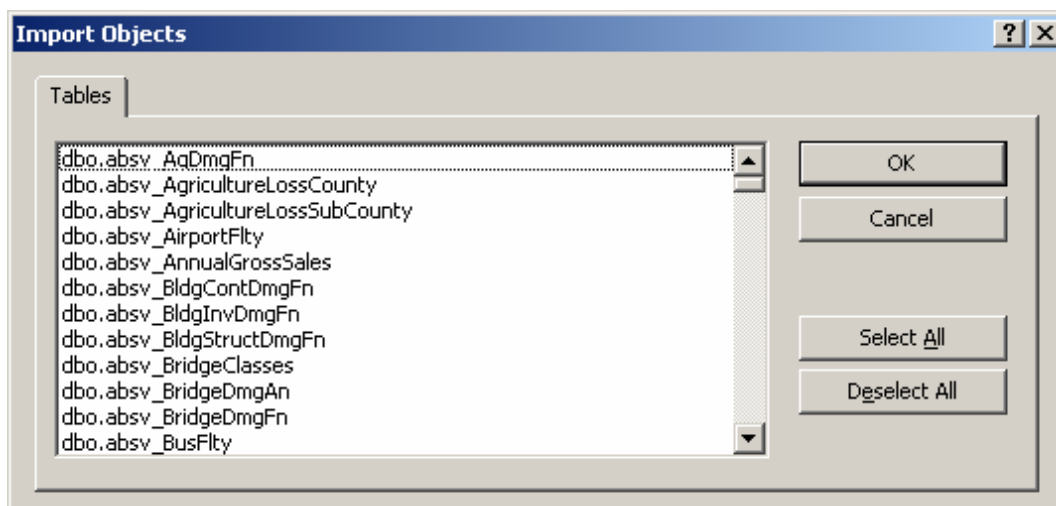 Import Objects
Tables
dbo.absv_AgDmgFn
dbo.absv_AgricultureLossCounty
dbo.absv_AgricultureLossSubCounty
dbo.absv_AirportFlty
dbo.absv_AnnualGrossSales
dbo.absv_BldgContDmgFn
dbo.absv_BldgInvDmgFn
dbo.absv_BldgStructDmgFn
dbo.absv_BridgeClasses
dbo.absv_BridgeDmgAn
dbo.absv_BridgeDmgFn
dbo.absv_BusFlty
OK
Cancel
Select All
Deselect All